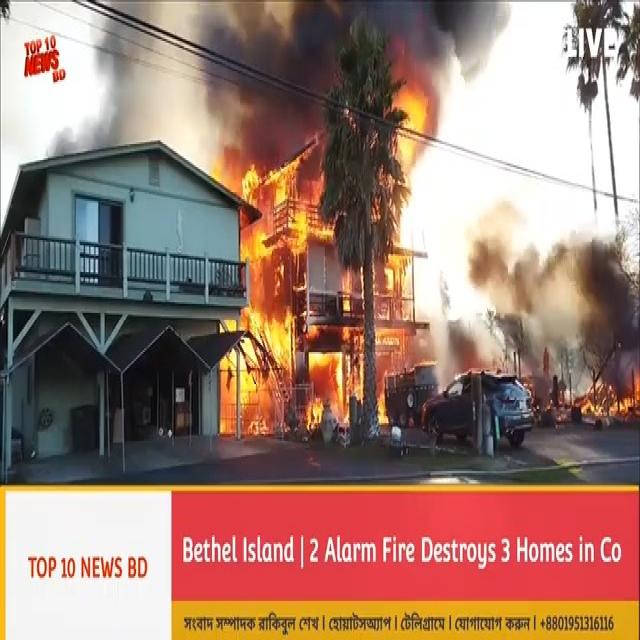 TOP 10
NEWS
BD
LIVE
TOP 10 NEWS BD
Bethel Island | 2 Alarm Fire Destroys 3 Homes in Co
সংবাদ সম্পাদক রাকিবুল শেখ | হোয়াটসঅ্যাপ | টেলিগ্রামে | যোগাযোগ করুন | +8801951316116